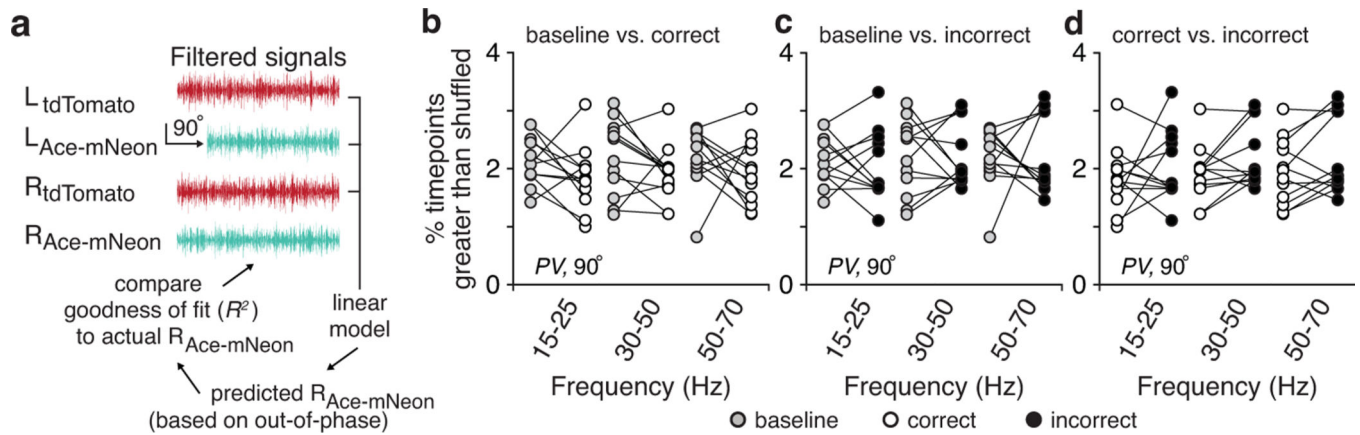 a
Filtered signals
L tdTomato
90°
L Ace-mNeon
R tdTomato
R Ace-mNeon
compare
goodness of fit (R²)
to actual R Ace-mNeon
linear
model
predicted R Ace-mNeon
(based on out-of-phase)
b
baseline vs. correct
% timepoints
greater than shuffled
4
2
0
PV, 90°
15-25
30-50
50-70
Frequency (Hz)
c
baseline vs. incorrect
4
2
0
PV, 90°
15-25
30-50
50-70
Frequency (Hz)
d
correct vs. incorrect
4
2
0
PV, 90°
15-25
30-50
50-70
Frequency (Hz)
baseline
correct
incorrect